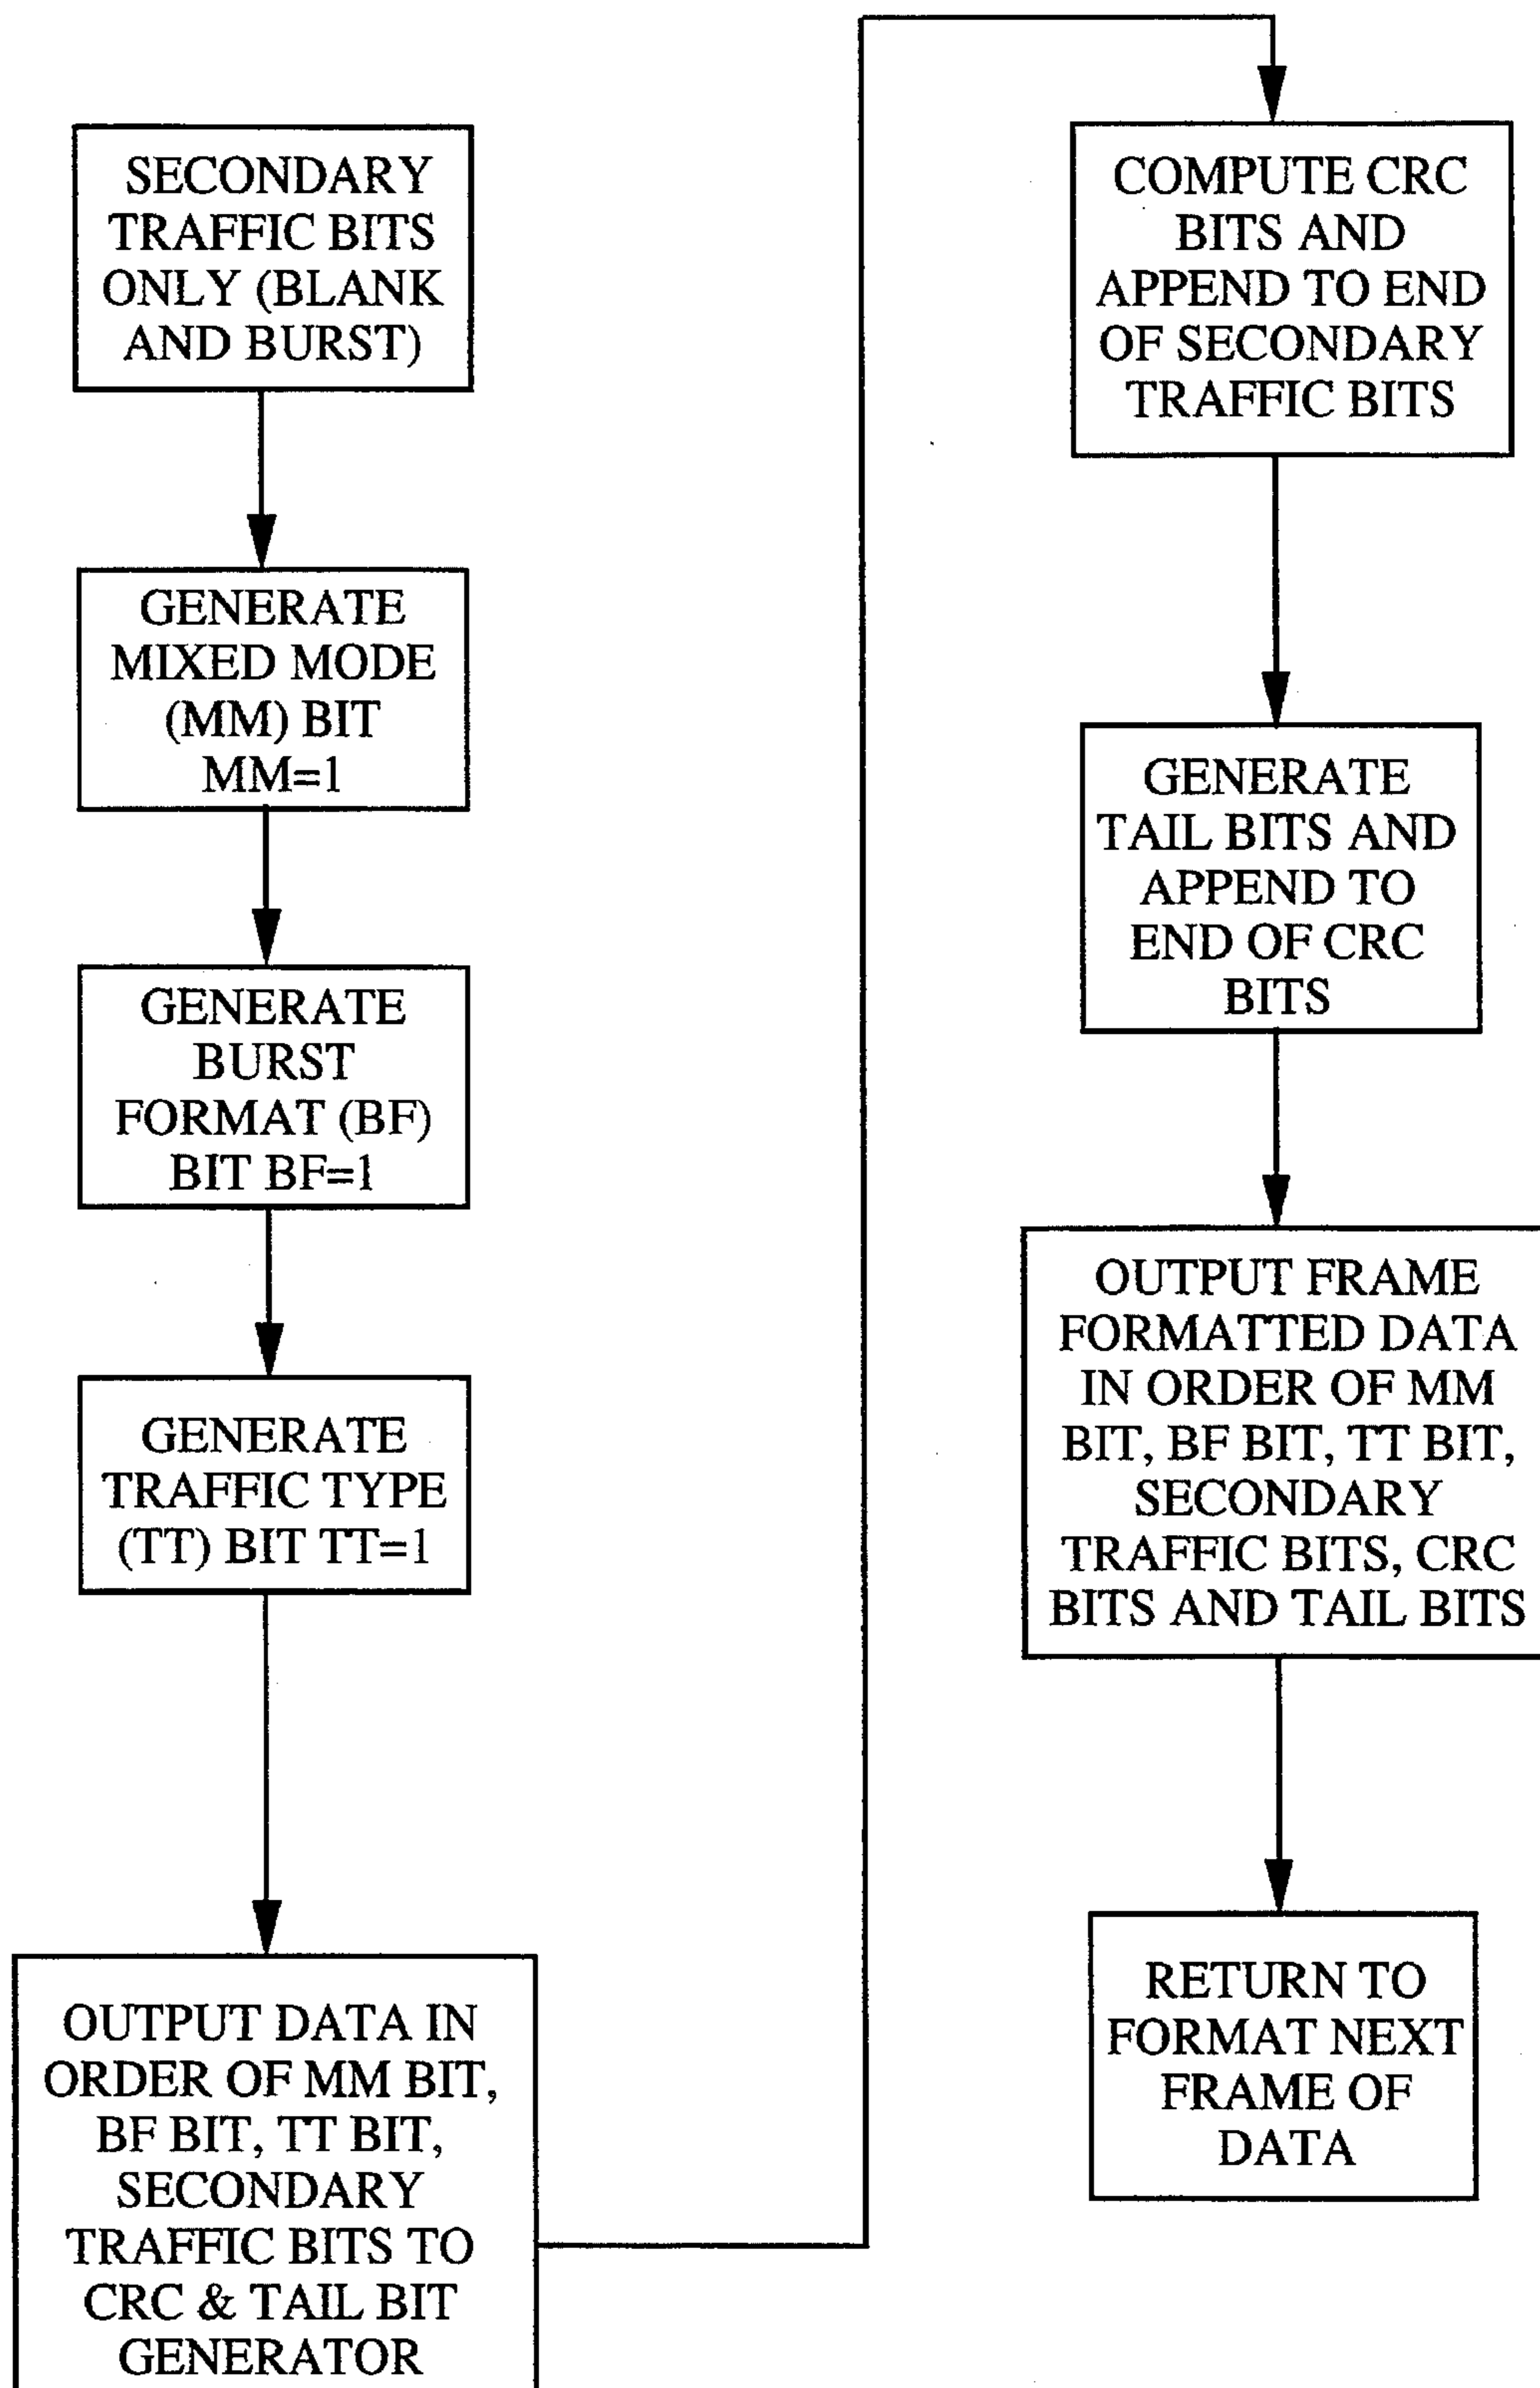 SECONDARY
TRAFFIC BITS
ONLY (BLANK
AND BURST)
GENERATE
MIXED MODE
(MM) BIT
MM=1
GENERATE
BURST
FORMAT (BF)
BIT BF=1
GENERATE
TRAFFIC TYPE
(TT) BIT TT=1
OUTPUT DATA IN
ORDER OF MM BIT,
BF BIT, TT BIT,
SECONDARY
TRAFFIC BITS TO
CRC & TAIL BIT
GENERATOR
COMPUTE CRC
BITS AND
APPEND TO END
OF SECONDARY
TRAFFIC BITS
GENERATE
TAIL BITS AND
APPEND TO
END OF CRC
BITS
OUTPUT FRAME
FORMATTED DATA
IN ORDER OF MM
BIT, BF BIT, TT BIT,
SECONDARY
TRAFFIC BITS, CRC
BITS AND TAIL BITS
RETURN TO
FORMAT NEXT
FRAME OF
DATA